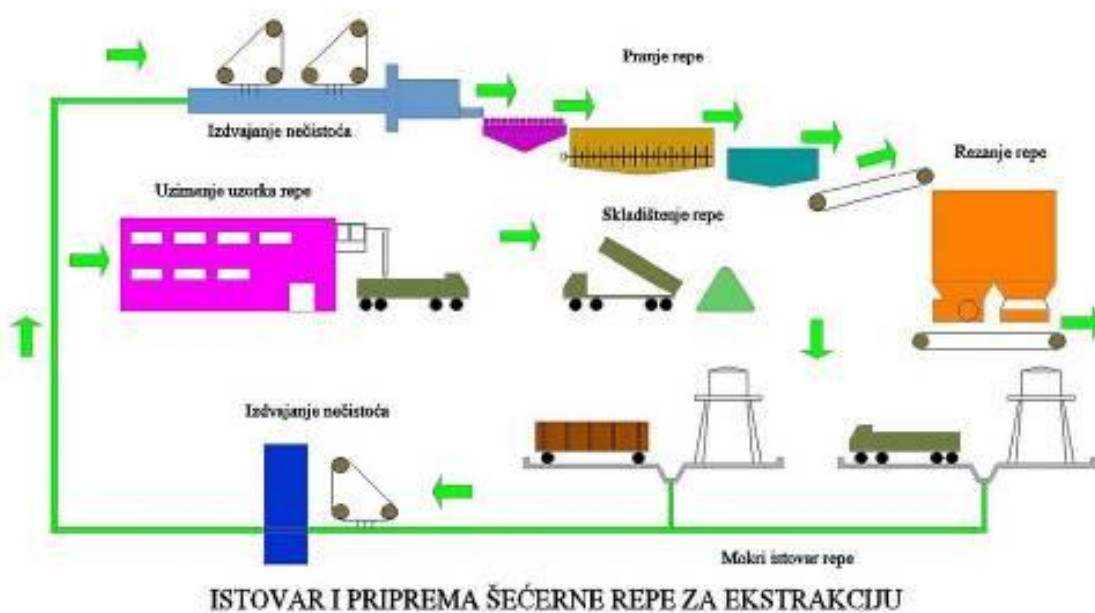 Pranje repe
Izdvajanje nečistoća
Rezanje repe
Uzimanje uzorka repe
Skladištenje repe
Izdvajanje nečistoća
Mokri istovar repe
ISTOVAR I PRIPREMA ŠEĆERNE REPE ZA EKSTRAKCIJU